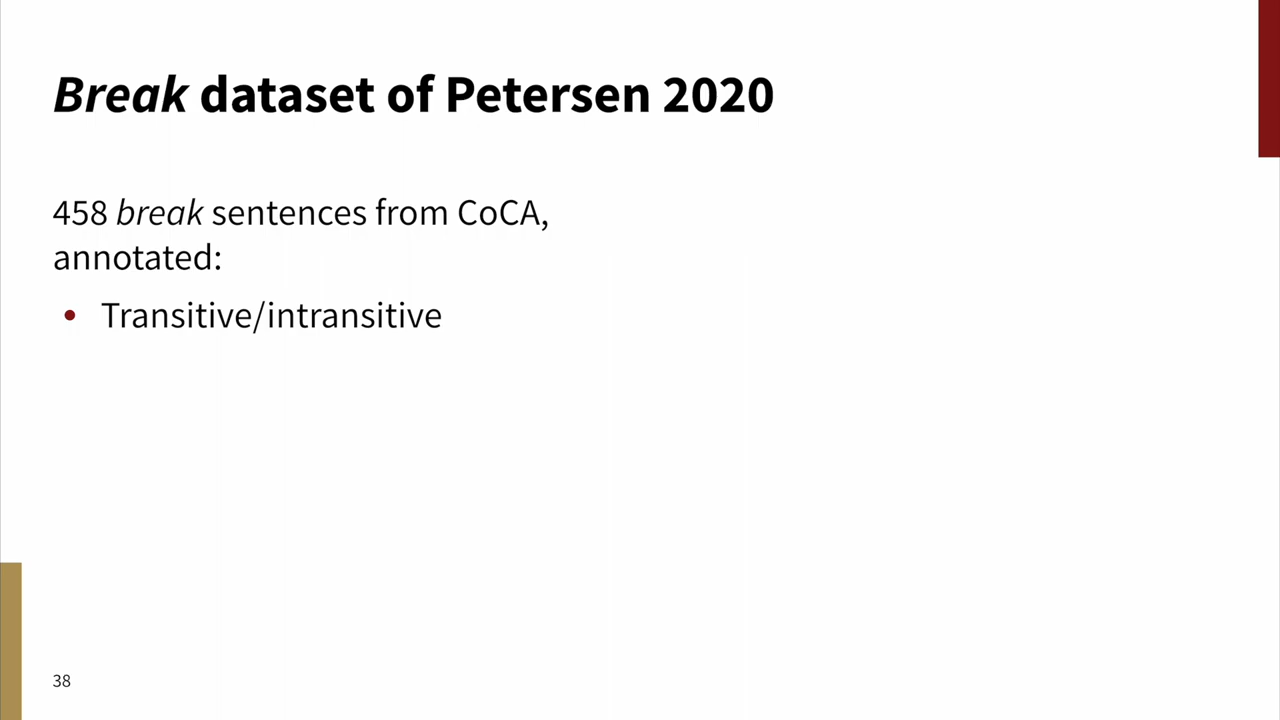 Break dataset of Petersen 2020
458 break sentences from CoCA,
annotated:
• Transitive/intransitive
38